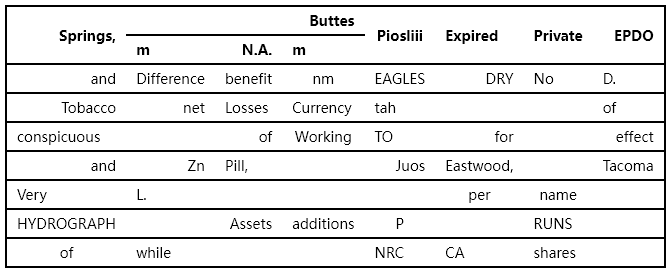 Springs, Buttes Piosliii Expired Private EPDO
m N.A. m
and Difference benefit nm EAGLES DRY No D.
Tobacco net Losses Currency tah of
conspicuous of Working TO for effect
and Zn Pill, Juos Eastwood, Tacoma
Very L. per name
HYDROGRAPH Assets additions P RUNS
of while NRC CA shares